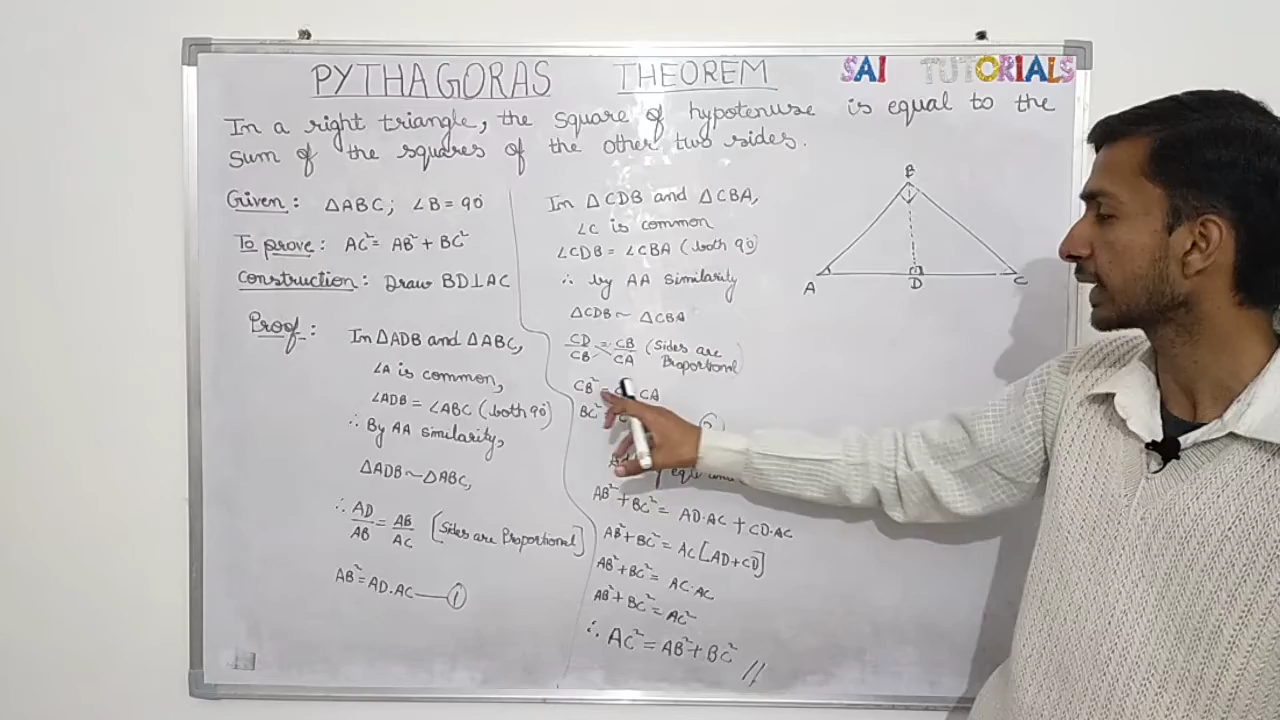 PYTHAGORAS THEOREM
SAI TUTORIALS
In a right triangle, the square of hypotenuse is equal to the
sum of the squares of the other two sides.
Given: △ABC; ∠B = 90°
To prove: AC² = AB² + BC²
Construction: Draw BD⊥AC
Proof: In △ADB and △ABC,
∠A is common,
∠ADB = ∠ABC (both 90°)
∴ By AA similarity,
△ADB ~ △ABC,
∴ AD/AB = AB/AC [Sides are Proportional]
AB² = AD.AC — ①
In △CDB and △CBA,
∠C is common
∠CDB = ∠CBA (both 90°)
∴ by AA similarity
△CDB ~ △CBA
CD/CB = CB/CA (Sides are
Proportional)
CB² = CA
BC² =
AB² + BC² = AD.AC + CD.AC
AB² + BC² = AC[AD+CD]
AB² + BC² = AC.AC
AB² + BC² = AC²
∴ AC² = AB² + BC² //
B
A
D
C